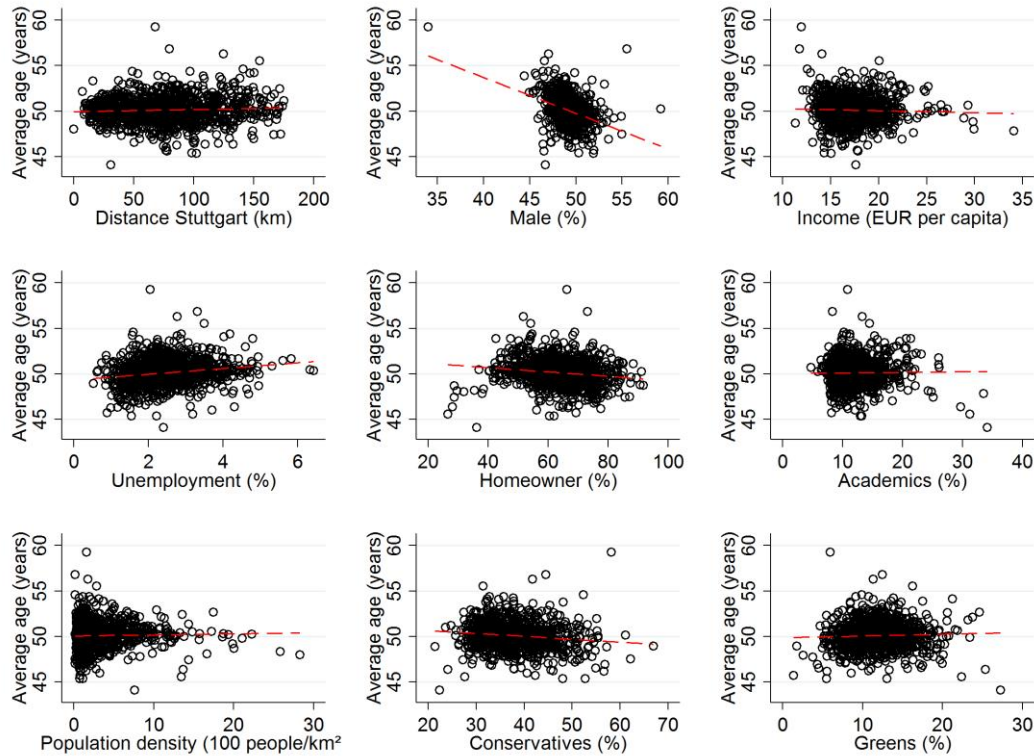 Average age (years)
60
55
50
45
0 50 100 150 200
Distance Stuttgart (km)
Average age (years)
60
55
50
45
35 40 45 50 55 60
Male (%)
Average age (years)
60
55
50
45
10 15 20 25 30 35
Income (EUR per capita)
Average age (years)
60
55
50
45
0 2 4 6
Unemployment (%)
Average age (years)
60
55
50
45
20 40 60 80 100
Homeowner (%)
Average age (years)
60
55
50
45
0 10 20 30 40
Academics (%)
Average age (years)
60
55
50
45
0 10 20 30
Population density (100 people/km²
Average age (years)
60
55
50
45
20 30 40 50 60 70
Conservatives (%)
Average age (years)
60
55
50
45
0 10 20 30
Greens (%)